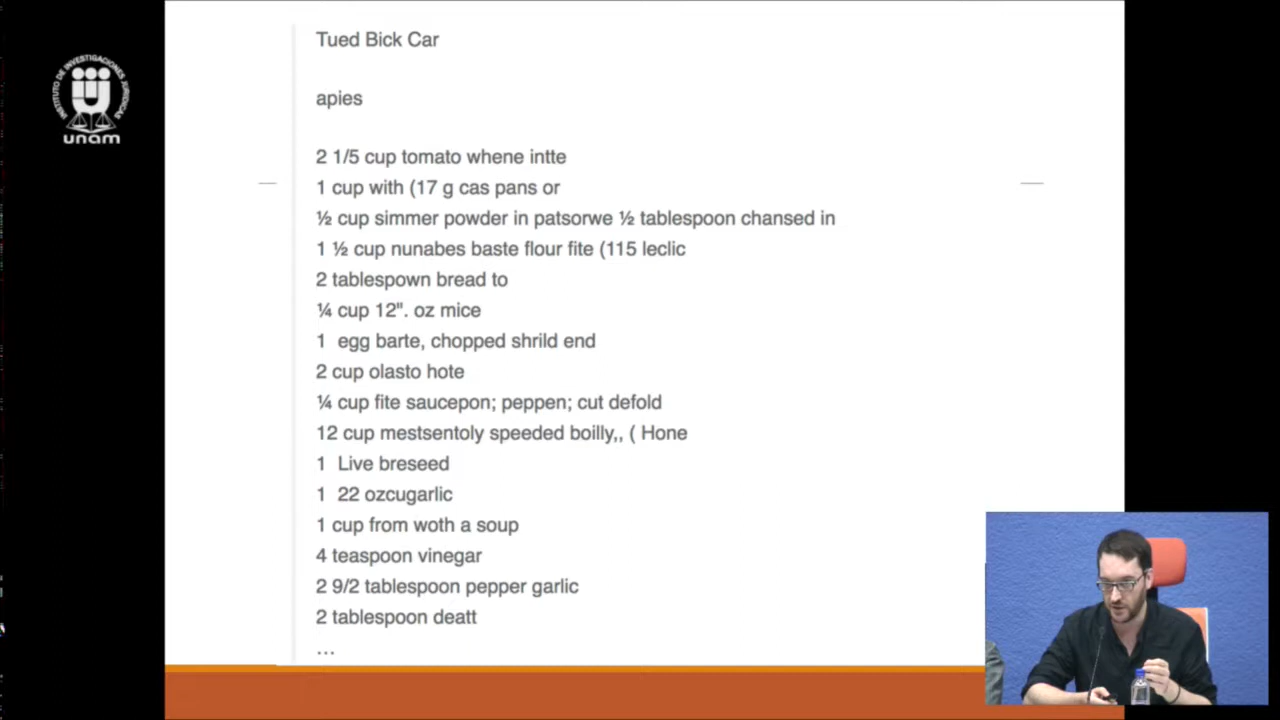 INSTITUTO DE INVESTIGACIONES JURIDICAS
unam
Tued Bick Car
apies
2 1/5 cup tomato whene intte
1 cup with (17 g cas pans or
½ cup simmer powder in patsorwe ½ tablespoon chansed in
1 ½ cup nunabes baste flour fite (115 leclic
2 tablespown bread to
¼ cup 12". oz mice
1 egg barte, chopped shrild end
2 cup olasto hote
¼ cup fite saucepon; peppen; cut defold
12 cup mestsentoly speeded boilly,, ( Hone
1 Live breseed
1 22 ozcugarlic
1 cup from woth a soup
4 teaspoon vinegar
2 9/2 tablespoon pepper garlic
2 tablespoon deatt
...